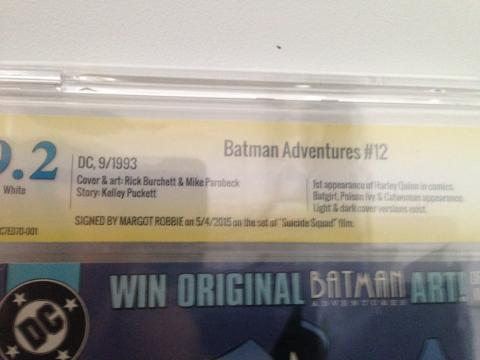 Batman Adventures #12
9.2
White
DC, 9/1993
Cover & art: Rick Burchett & Mike Parobeck
Story: Kelley Puckett
1st appearance of Harley Quinn in comics.
Batgirl, Poison Ivy & Catwoman appearance.
Light & dark cover versions exist.
SIGNED BY MARGOT ROBBIE on 5/4/2015 on the set of "Suicide Squad" film.
WIN ORIGINAL BATMAN ADVENTURES ART!
DC